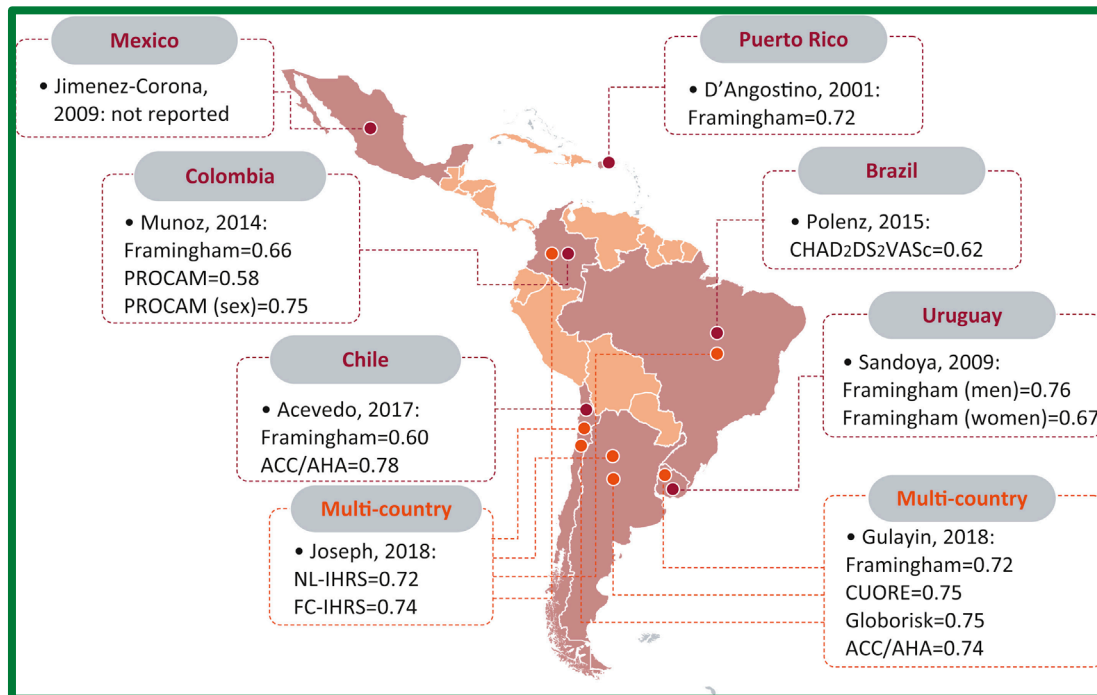 Mexico
• Jimenez-Corona,
2009: not reported
Puerto Rico
• D'Angostino, 2001:
Framingham=0.72
Colombia
• Munoz, 2014:
Framingham=0.66
PROCAM=0.58
PROCAM (sex)=0.75
Brazil
• Polenz, 2015:
CHAD2DS2VASc=0.62
Chile
• Acevedo, 2017:
Framingham=0.60
ACC/AHA=0.78
Uruguay
• Sandoya, 2009:
Framingham (men)=0.76
Framingham (women)=0.67
Multi-country
• Joseph, 2018:
NL-IHRS=0.72
FC-IHRS=0.74
Multi-country
• Gulayin, 2018:
Framingham=0.72
CUORE=0.75
Globorisk=0.75
ACC/AHA=0.74